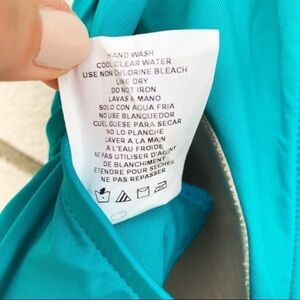 HAND WASH
COOL CLEAR WATER
USE NON CHLORINE BLEACH
LINE DRY
DO NOT IRON
LAVAS A MANO
SOLO CON AGUA FRIA
NO USE BLANQUEDOR
CUEL GUESE PARA SECAR
NO LO PLANCHE
LAVER A LA MAIN
A L'EAU FROIDE
NE PAS UTILISER D'AGENT
DE BLANCHIMENT
ETENDRE POUR SECHER
NE PAS REPASSER